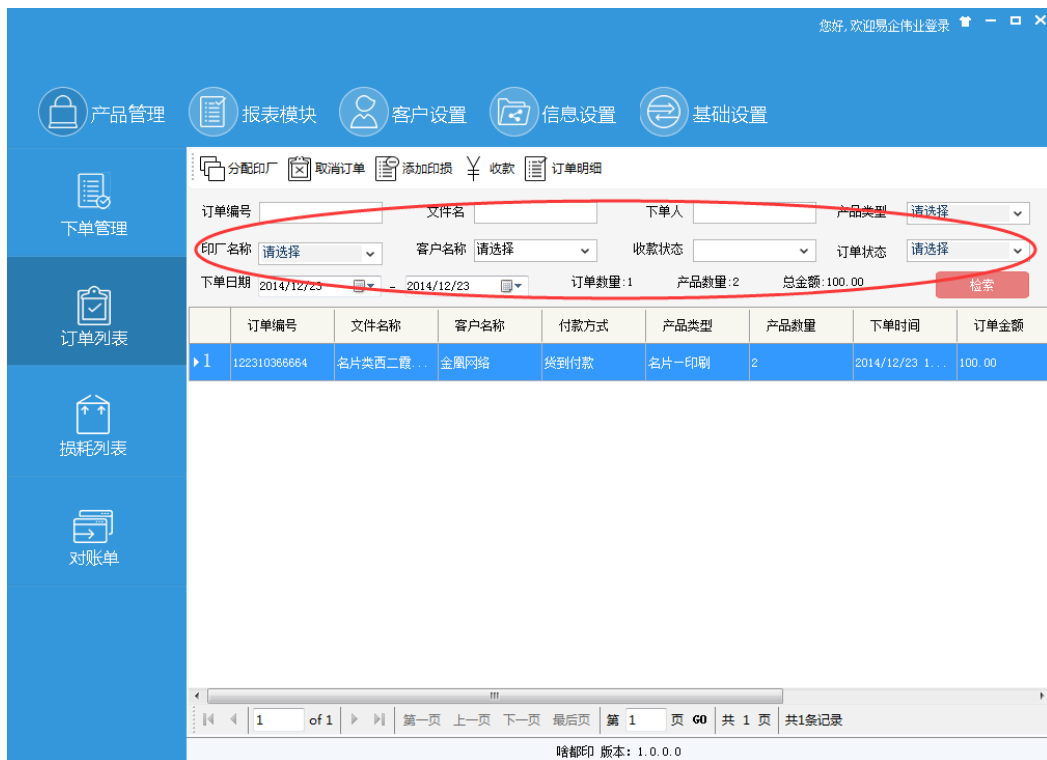 您好,欢迎易企伟业登录
产品管理 报表模块 客户设置 信息设置 基础设置
分配印厂 取消订单 添加印损 收款 订单明细
下单管理
订单列表
损耗列表
对账单
订单编号 文件名 下单人 产品类型 请选择
印厂名称 请选择 客户名称 请选择 收款状态 订单状态 请选择
下单日期 2014/12/23 - 2014/12/23 订单数量:1 产品数量:2 总金额:100.00 检索
订单编号 文件名称 客户名称 付款方式 产品类型 产品数量 下单时间 订单金额
1 122310366664 名片类西二霞... 金凰网络 货到付款 名片－印刷 2 2014/12/23 1... 100.00
1 of 1 第一页 上一页 下一页 最后页 第 1 页 GO 共 1 页 共1条记录
啥都印 版本: 1.0.0.0